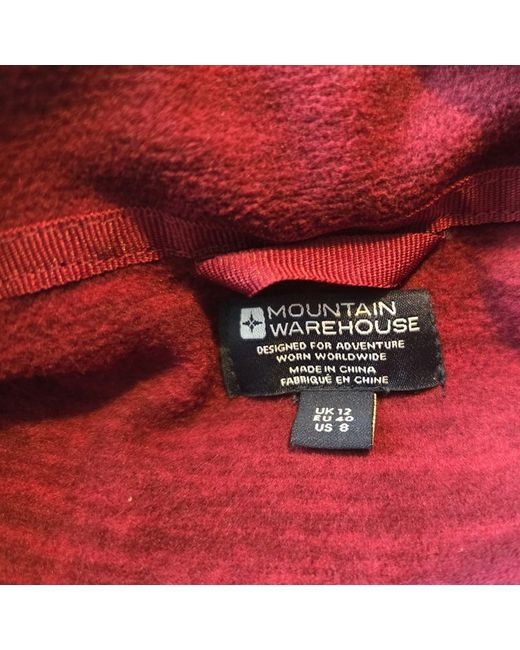 MOUNTAIN
WAREHOUSE
DESIGNED FOR ADVENTURE
WORN WORLDWIDE
MADE IN CHINA
FABRIQUÉ EN CHINE
UK 12
EU 40
US 8